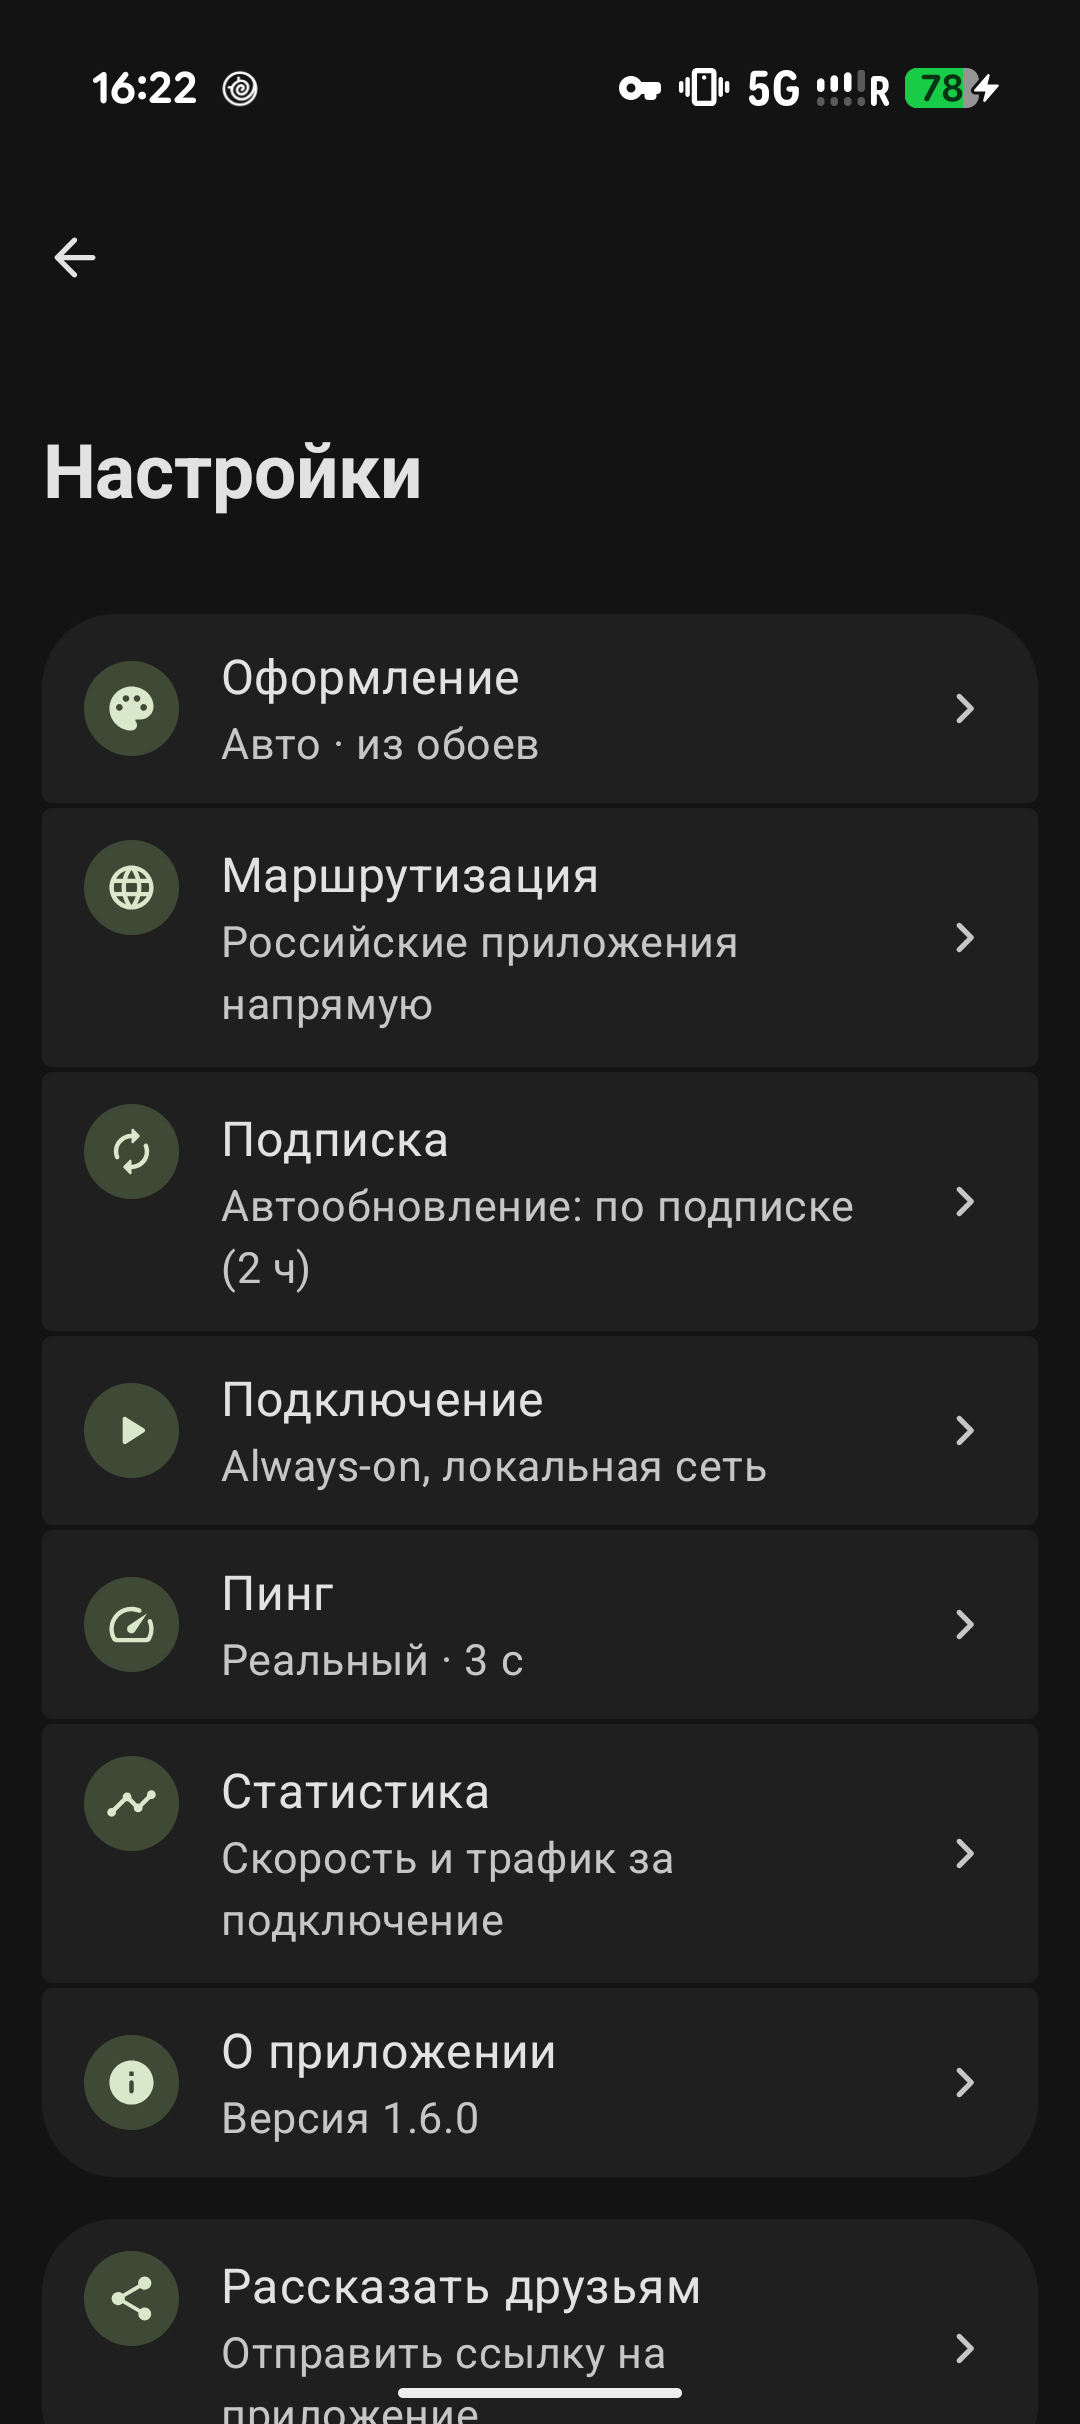 16:22
5G
R
78
Настройки
Оформление
Авто · из обоев
Маршрутизация
Российские приложения
напрямую
Подписка
Автообновление: по подписке
(2 ч)
Подключение
Always-on, локальная сеть
Пинг
Реальный · 3 с
Статистика
Скорость и трафик за
подключение
О приложении
Версия 1.6.0
Рассказать друзьям
Отправить ссылку на
приложение